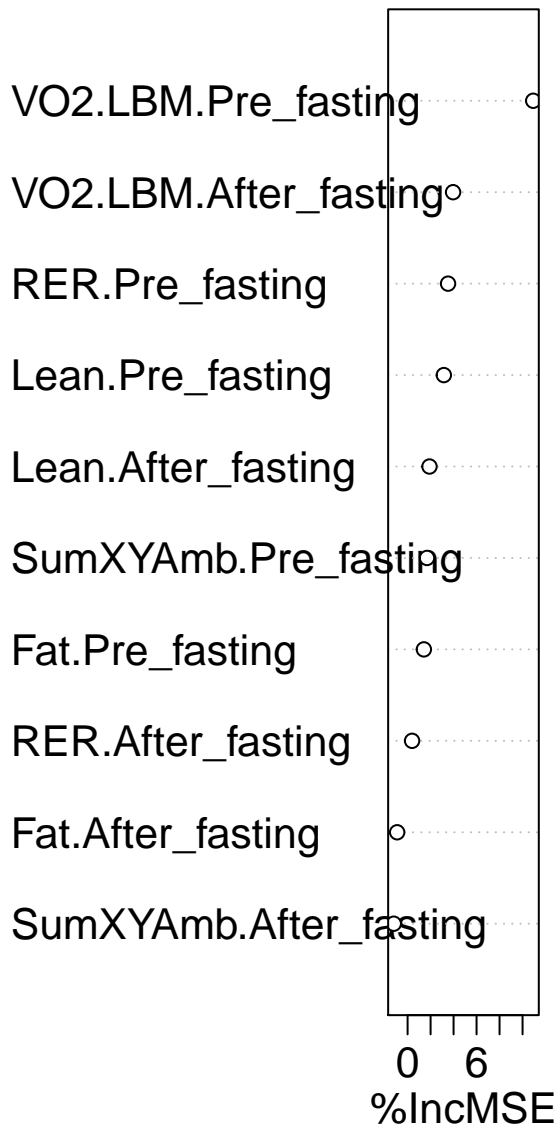 VO2.LBM.Pre_fasting
VO2.LBM.After_fasting
RER.Pre_fasting
Lean.Pre_fasting
Lean.After_fasting
SumXYAmb.Pre_fasting
Fat.Pre_fasting
RER.After_fasting
Fat.After_fasting
SumXYAmb.After_fasting
0 6
%IncMSE